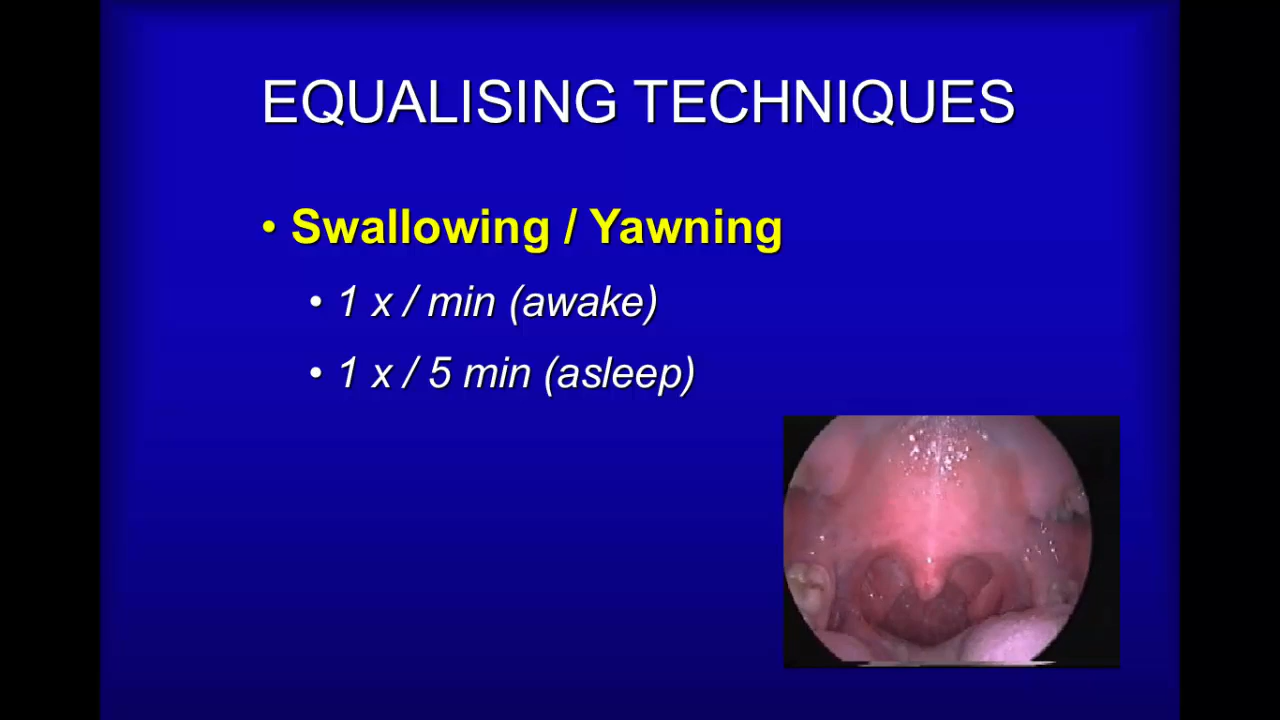 EQUALISING TECHNIQUES
• Swallowing / Yawning
• 1 x / min (awake)
• 1 x / 5 min (asleep)